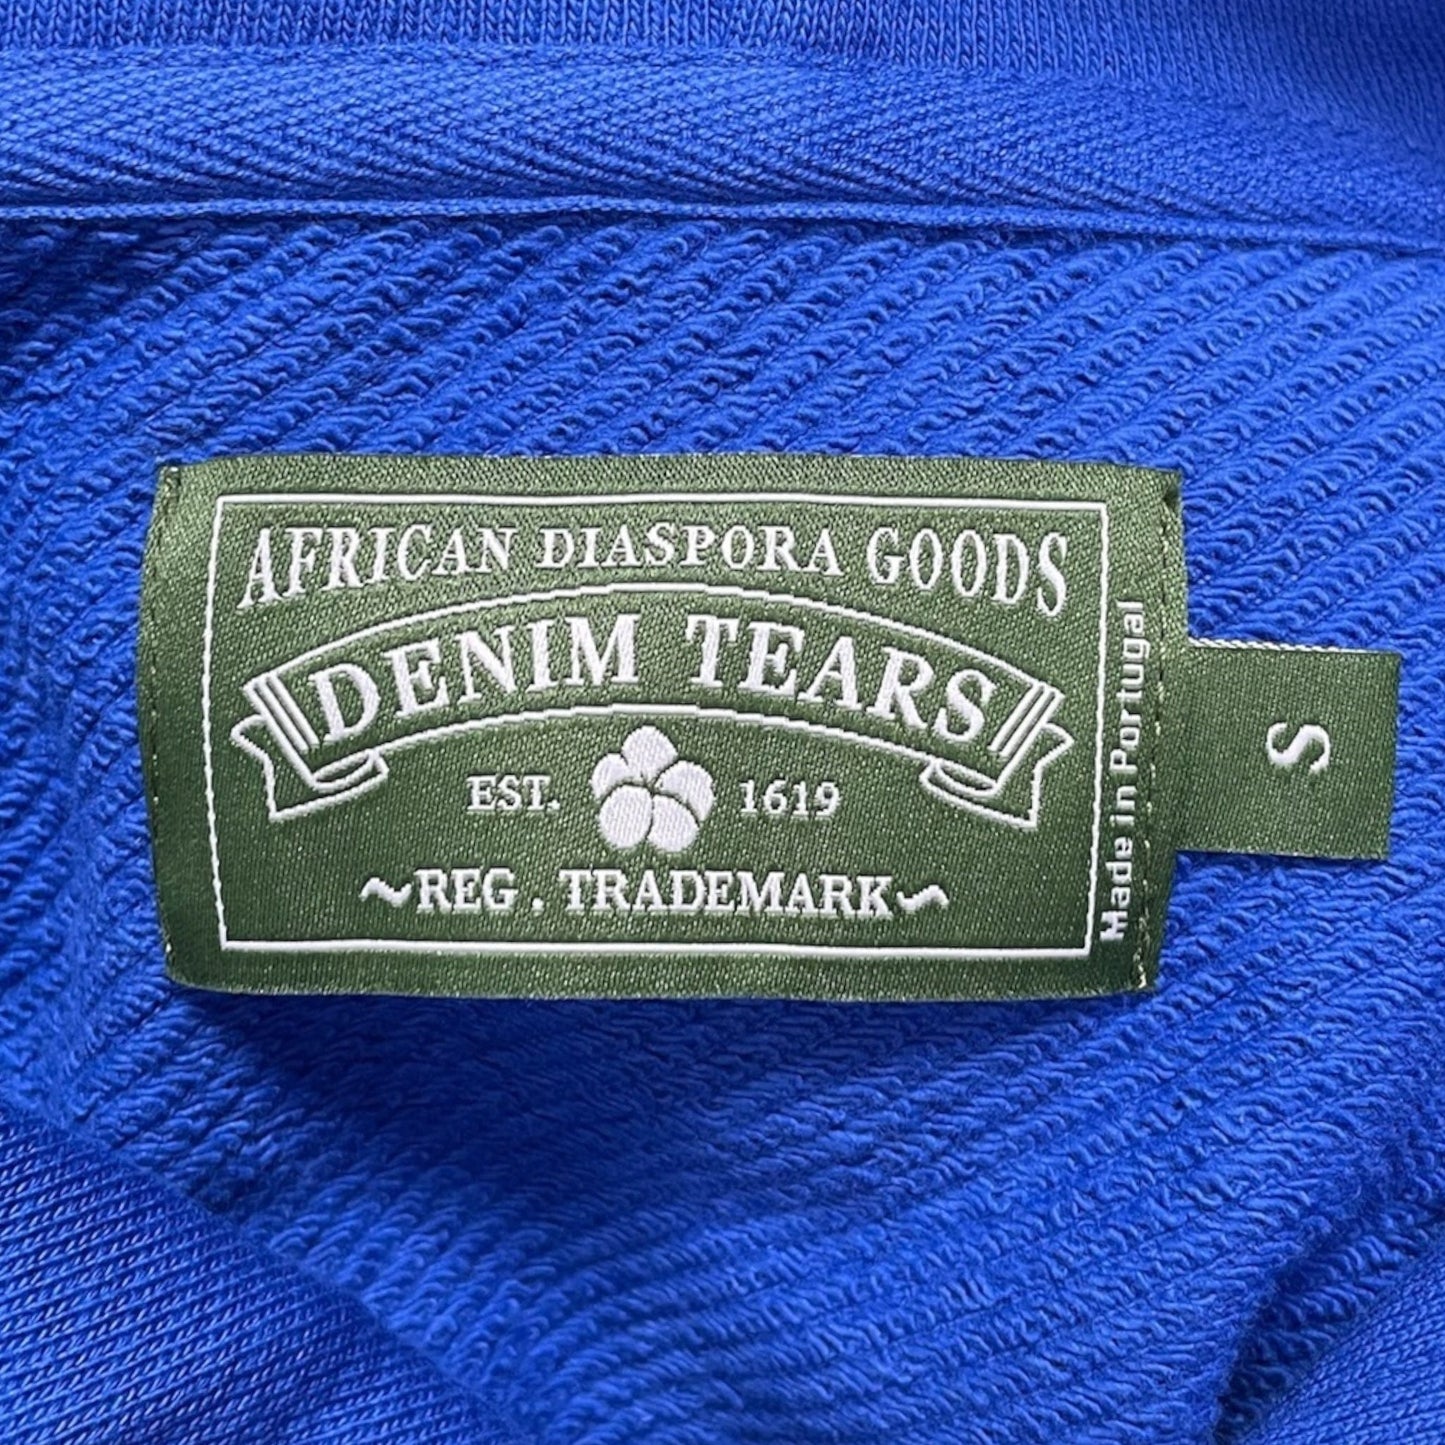 AFRICAN DIASPORA GOODS
DENIM TEARS
EST. 1619
~REG . TRADEMARK~
Made in Portugal
S